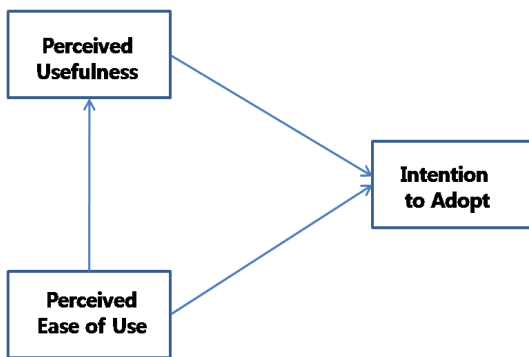 Perceived
Usefulness
Intention
to Adopt
Perceived
Ease of Use